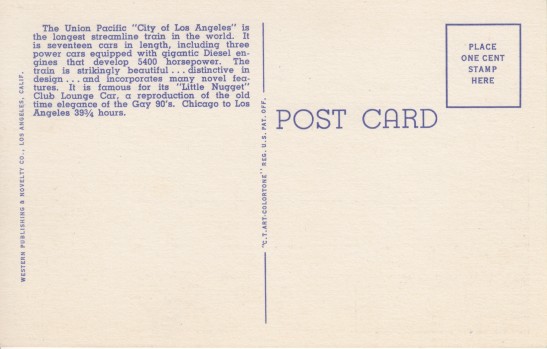 The Union Pacific "City of Los Angeles" is
the longest streamline train in the world. It
is seventeen cars in length, including three
power cars equipped with gigantic Diesel en-
gines that develop 5400 horsepower. The
train is strikingly beautiful . . . distinctive in
design . . . and incorporates many novel fea-
tures. It is famous for its "Little Nugget"
Club Lounge Car, a reproduction of the old
time elegance of the Gay 90's. Chicago to Los
Angeles 39¾ hours.
WESTERN PUBLISHING & NOVELTY CO., LOS ANGELES, CALIF.
"C.T. ART-COLORTONE" REG. U.S. PAT. OFF.
POST CARD
PLACE
ONE CENT
STAMP
HERE